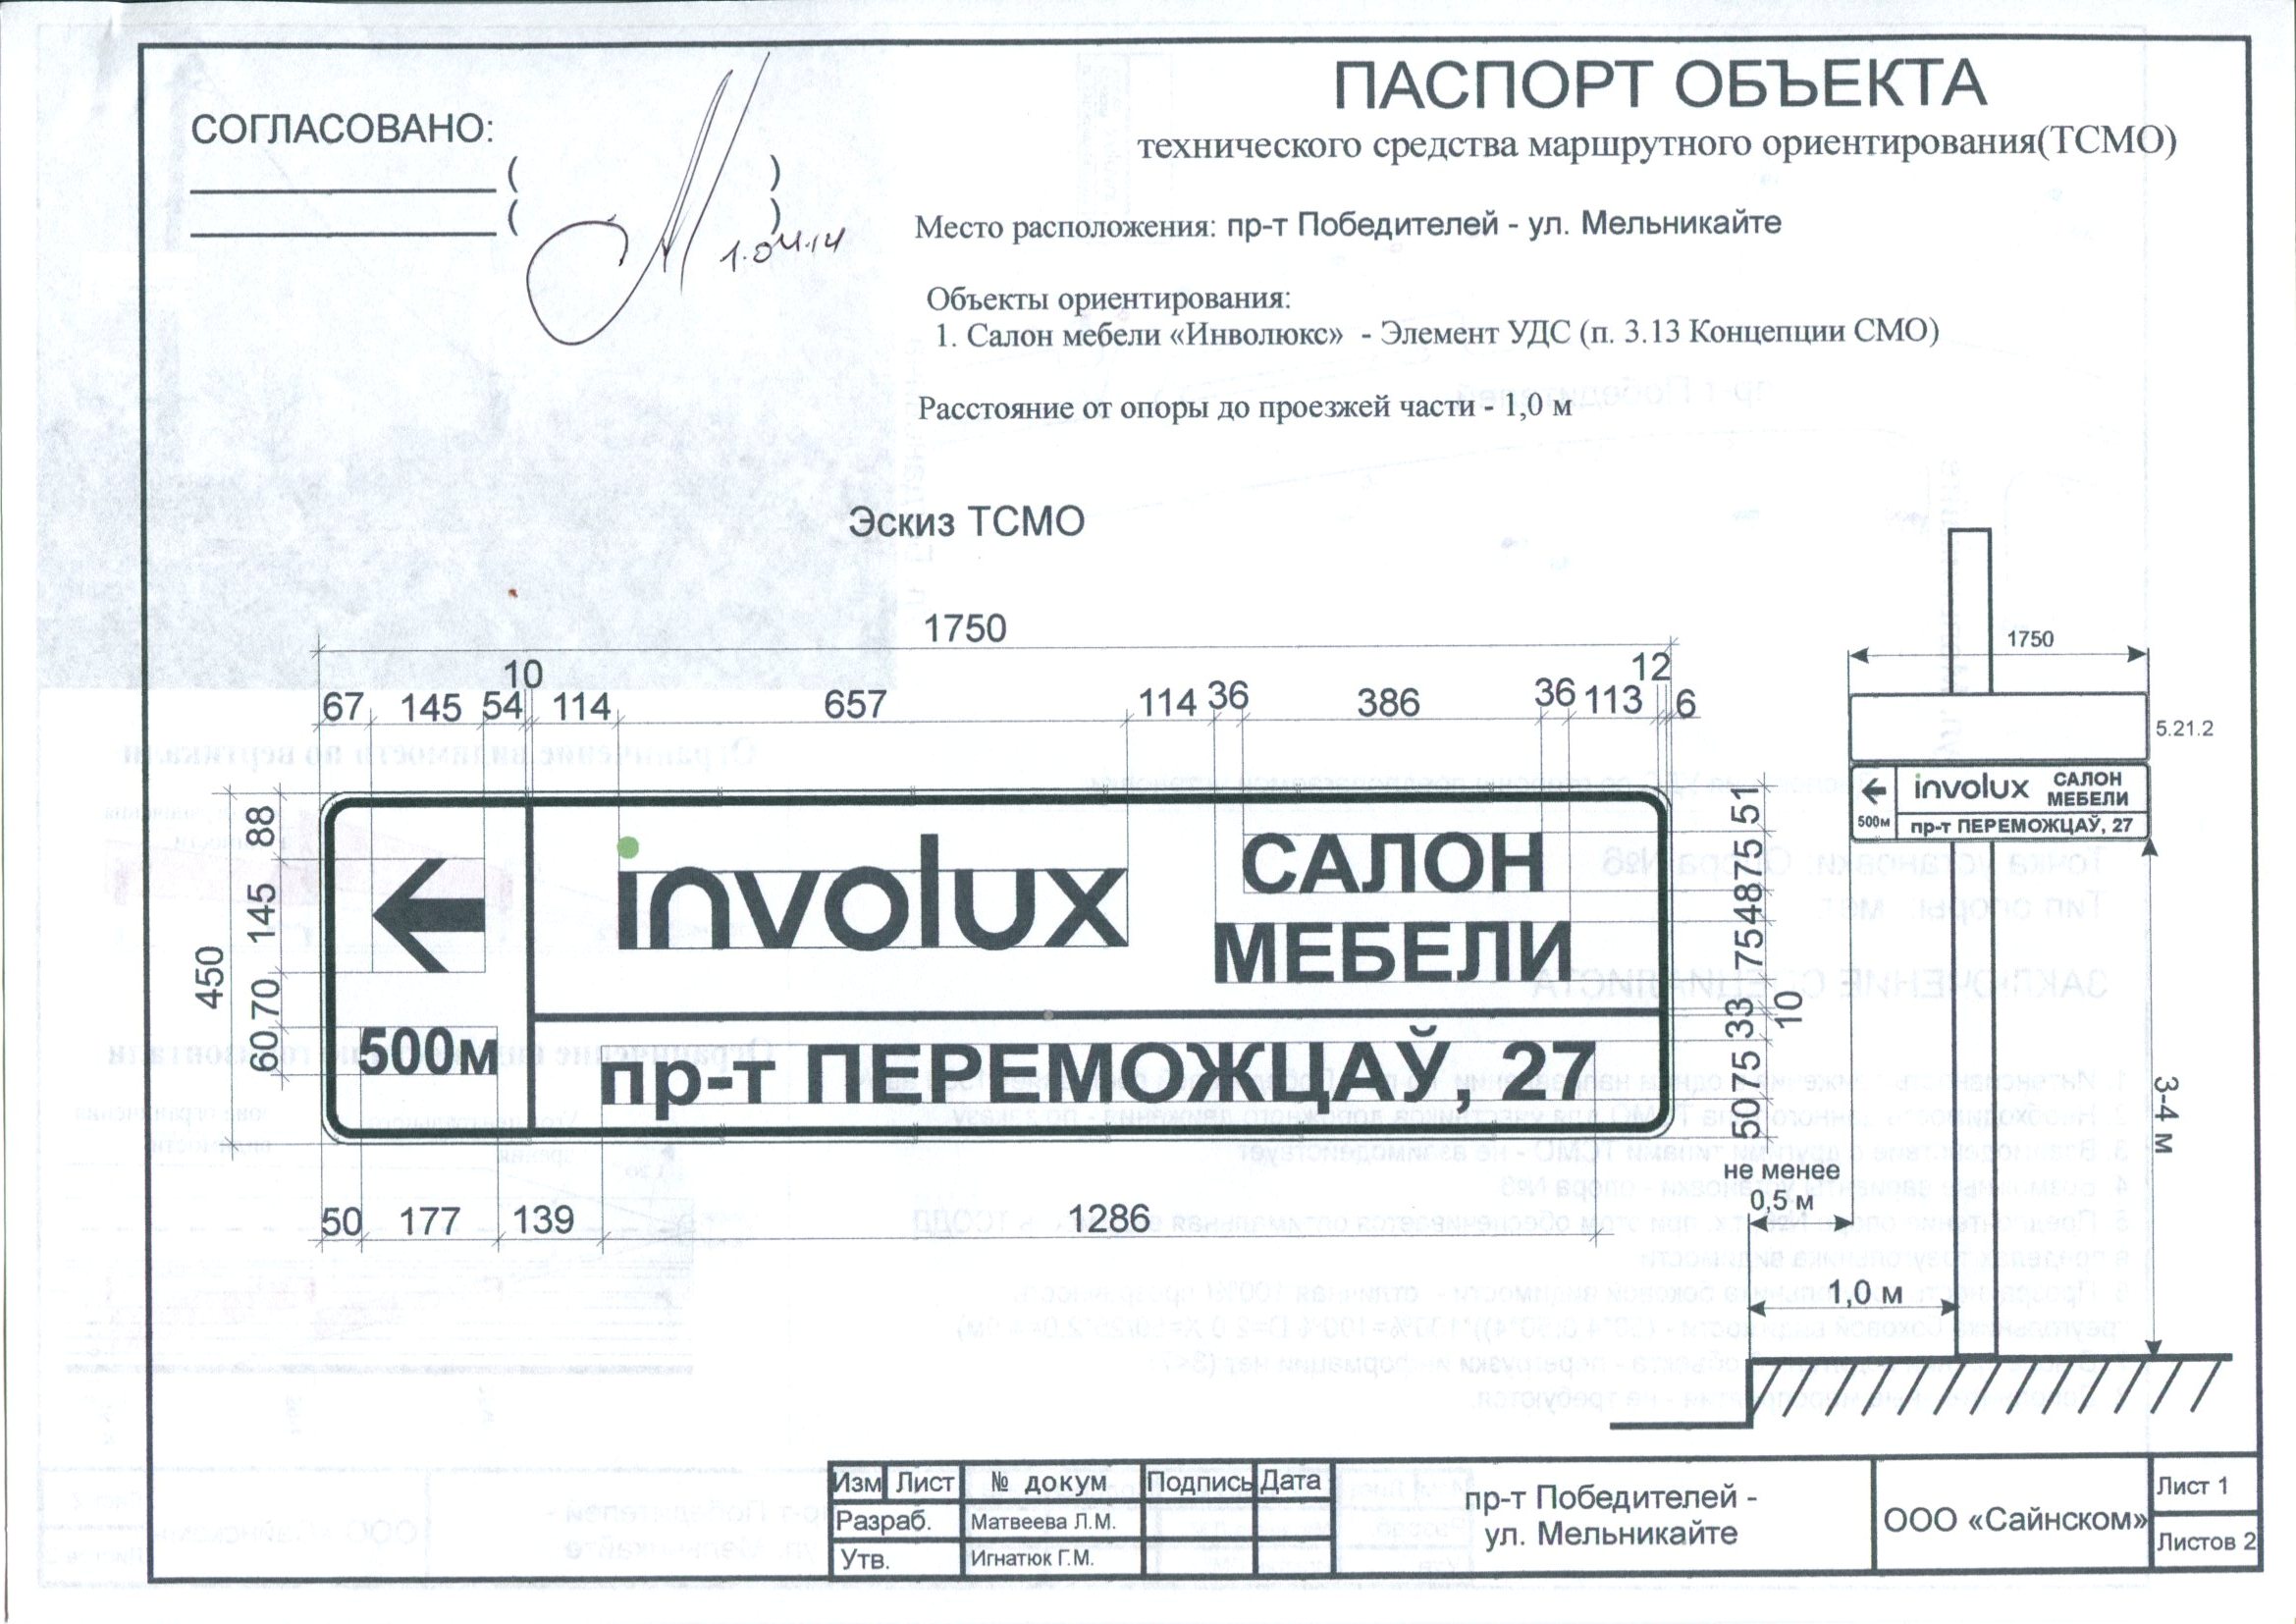 ПАСПОРТ ОБЪЕКТА
технического средства маршрутного ориентирования(ТСМО)
СОГЛАСОВАНО:
( )
( )
1.04.14
Место расположения: пр-т Победителей - ул. Мельникайте
Объекты ориентирования:
1. Салон мебели «Инволюкс» - Элемент УДС (п. 3.13 Концепции СМО)
Расстояние от опоры до проезжей части - 1,0 м
Эскиз ТСМО
1750
10
12
67 145 54 114 657 114 36 386 36 113 6
450
88
145
70
60
involux
САЛОН
МЕБЕЛИ
500м
пр-т ПЕРЕМОЖЦАЎ, 27
51
75
48
75
33
10
75
50
50 177 139 1286
1750
5.21.2
involux САЛОН
МЕБЕЛИ
500м
пр-т ПЕРЕМОЖЦАЎ, 27
3-4 м
не менее
0,5 м
1,0 м
Изм Лист № докум Подпись Дата
Разраб. Матвеева Л.М.
Утв. Игнатюк Г.М.
пр-т Победителей -
ул. Мельникайте
ООО «Сайнском»
Лист 1
Листов 2